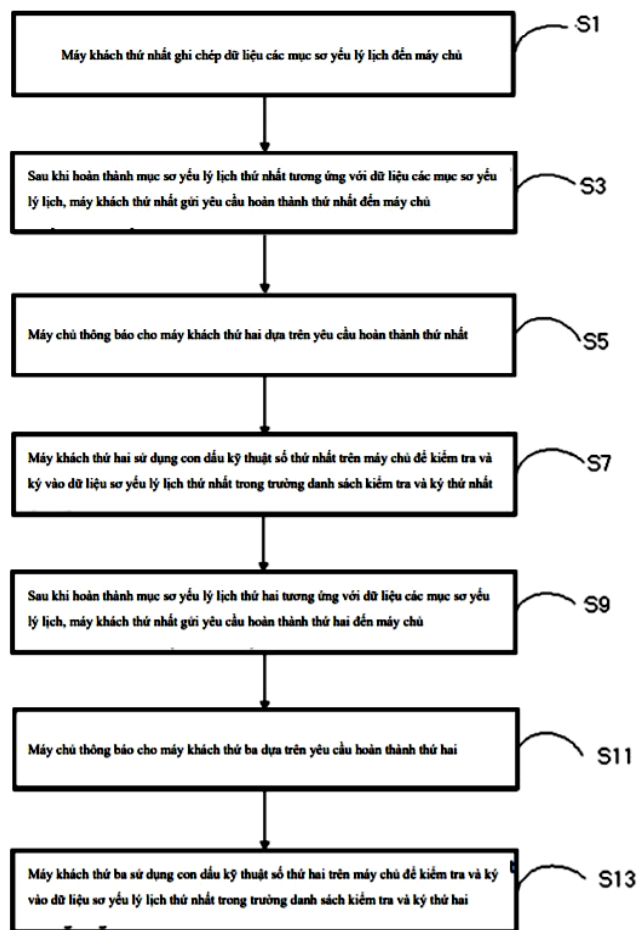 Máy khách thứ nhất ghi chép dữ liệu các mục sơ yếu lý lịch đến máy chủ
S1
Sau khi hoàn thành mục sơ yếu lý lịch thứ nhất tương ứng với dữ liệu các mục sơ yếu
lý lịch, máy khách thứ nhất gửi yêu cầu hoàn thành thứ nhất đến máy chủ
S3
Máy chủ thông báo cho máy khách thứ hai dựa trên yêu cầu hoàn thành thứ nhất
S5
Máy khách thứ hai sử dụng con dấu kỹ thuật số thứ nhất trên máy chủ để kiểm tra và
ký vào dữ liệu sơ yếu lý lịch thứ nhất trong trường danh sách kiểm tra và ký thứ nhất
S7
Sau khi hoàn thành mục sơ yếu lý lịch thứ hai tương ứng với dữ liệu các mục sơ yếu
lý lịch, máy khách thứ nhất gửi yêu cầu hoàn thành thứ hai đến máy chủ
S9
Máy chủ thông báo cho máy khách thứ ba dựa trên yêu cầu hoàn thành thứ hai
S11
Máy khách thứ ba sử dụng con dấu kỹ thuật số thứ hai trên máy chủ để kiểm tra và ký
vào dữ liệu sơ yếu lý lịch thứ nhất trong trường danh sách kiểm tra và ký thứ hai
S13